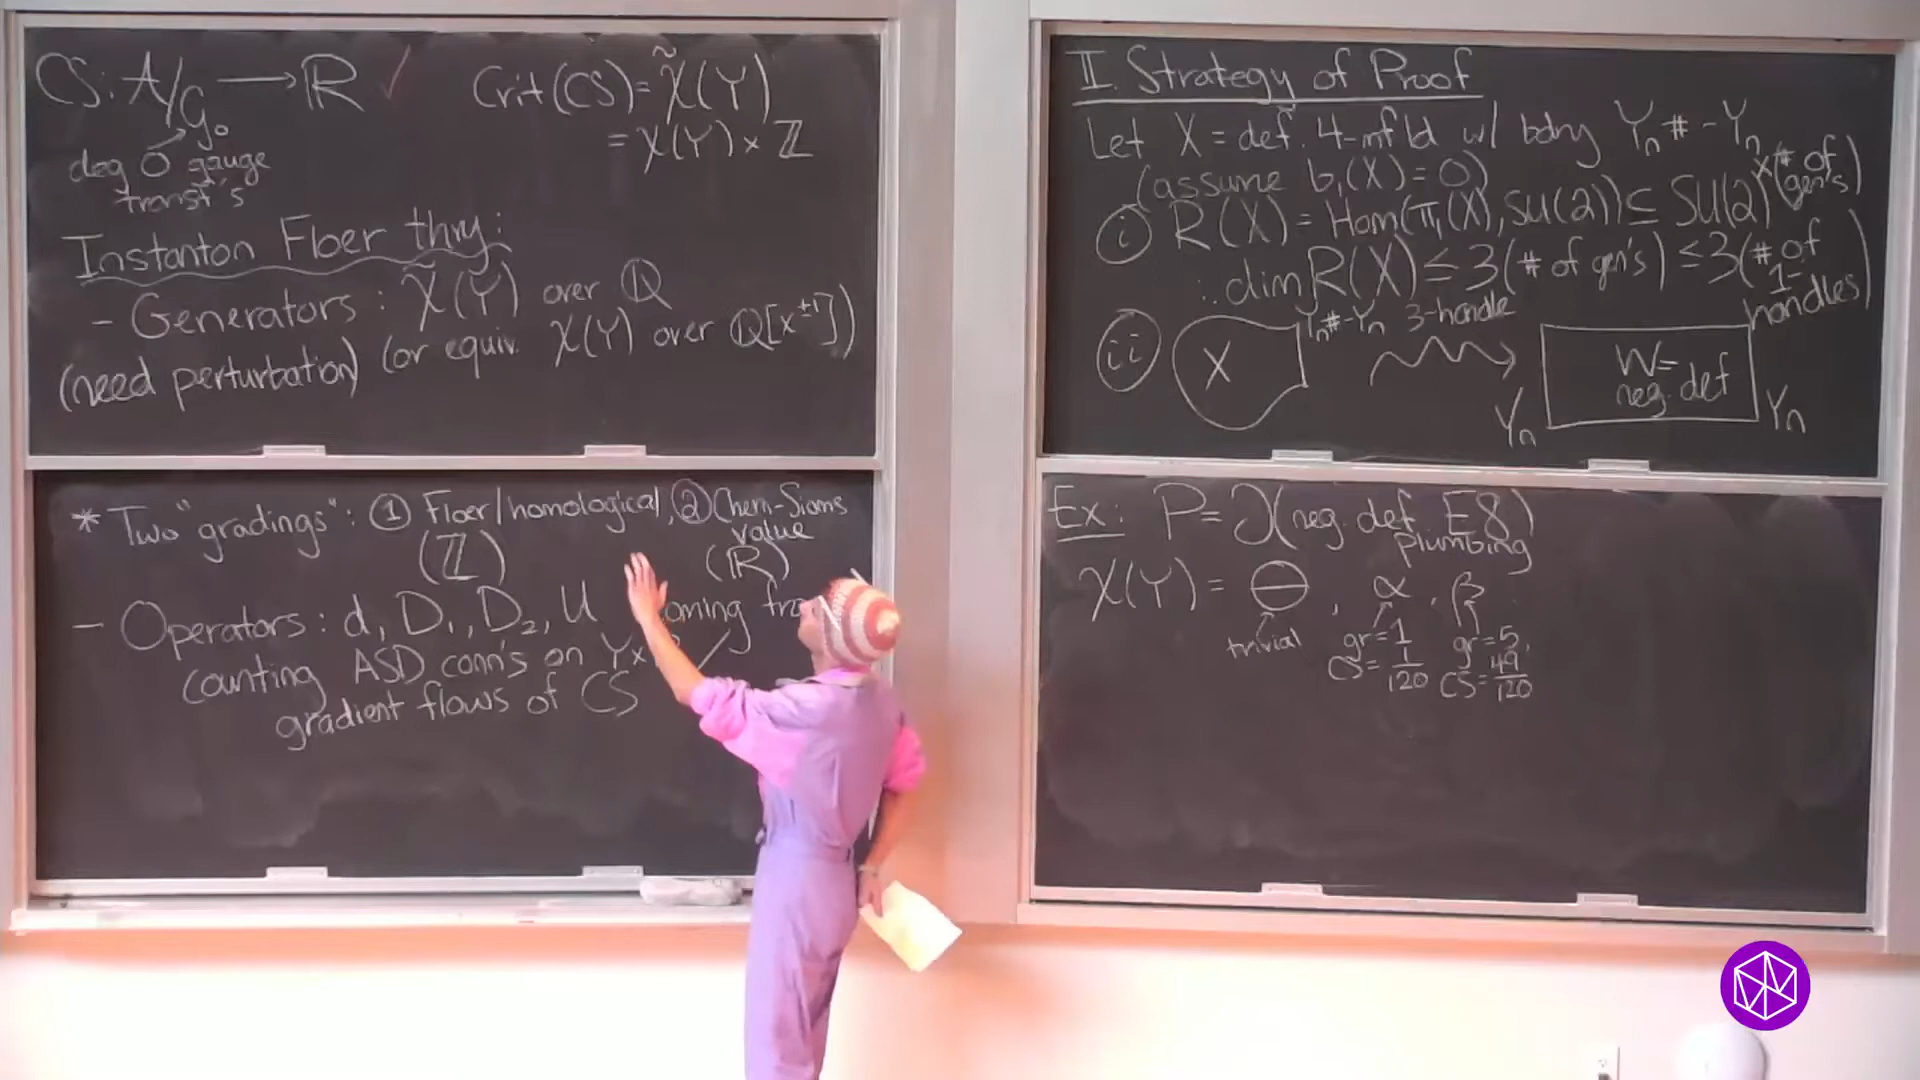 CS: A/G₀ → ℝ ✓
deg 0 gauge
transf's
Crit(CS) = χ̃(Y)
= χ(Y) × ℤ
Instanton Floer thry:
- Generators : χ̃(Y) over ℚ
(need perturbation) (or equiv. χ(Y) over ℚ[x^±1])
* Two "gradings": ① Floer/homological, ② Chern-Simons
value
(ℤ) (ℝ)
- Operators : d, D₁, D₂, U coming
counting ASD conn's on Y×
gradient flows of CS
II. Strategy of Proof
Let X = def. 4-mfld w/ bdry Yₙ # -Yₙ
(assume b₁(X) = 0)
(i) R(X) = Hom(π₁(X), SU(2)) ⊆ SU(2)^×(# of gen's)
∴ dim R(X) ≤ 3(# of gen's) ≤ 3(# of 1-handles)
(ii) X Yₙ#-Yₙ 3-handle W= neg. def
Yₙ Yₙ
Ex: P = ∂(neg. def. E8)
plumbing
χ(Y) = θ, α, β
trivial
gr=1 gr=5,
CS = 1/120 CS = 49/120